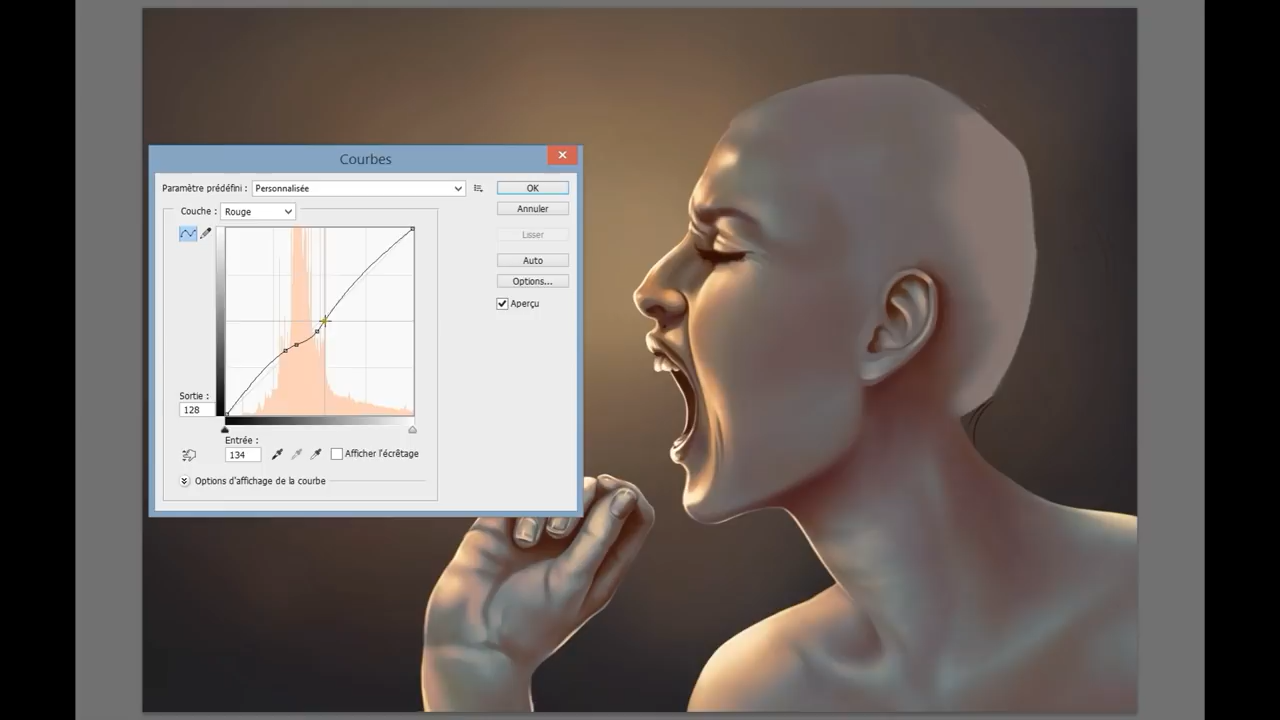 Courbes
Paramètre prédéfini : Personnalisée
OK
Couche : Rouge
Annuler
Lisser
Auto
Options...
Aperçu
Sortie :
128
Entrée :
134
Afficher l'écrêtage
Options d'affichage de la courbe